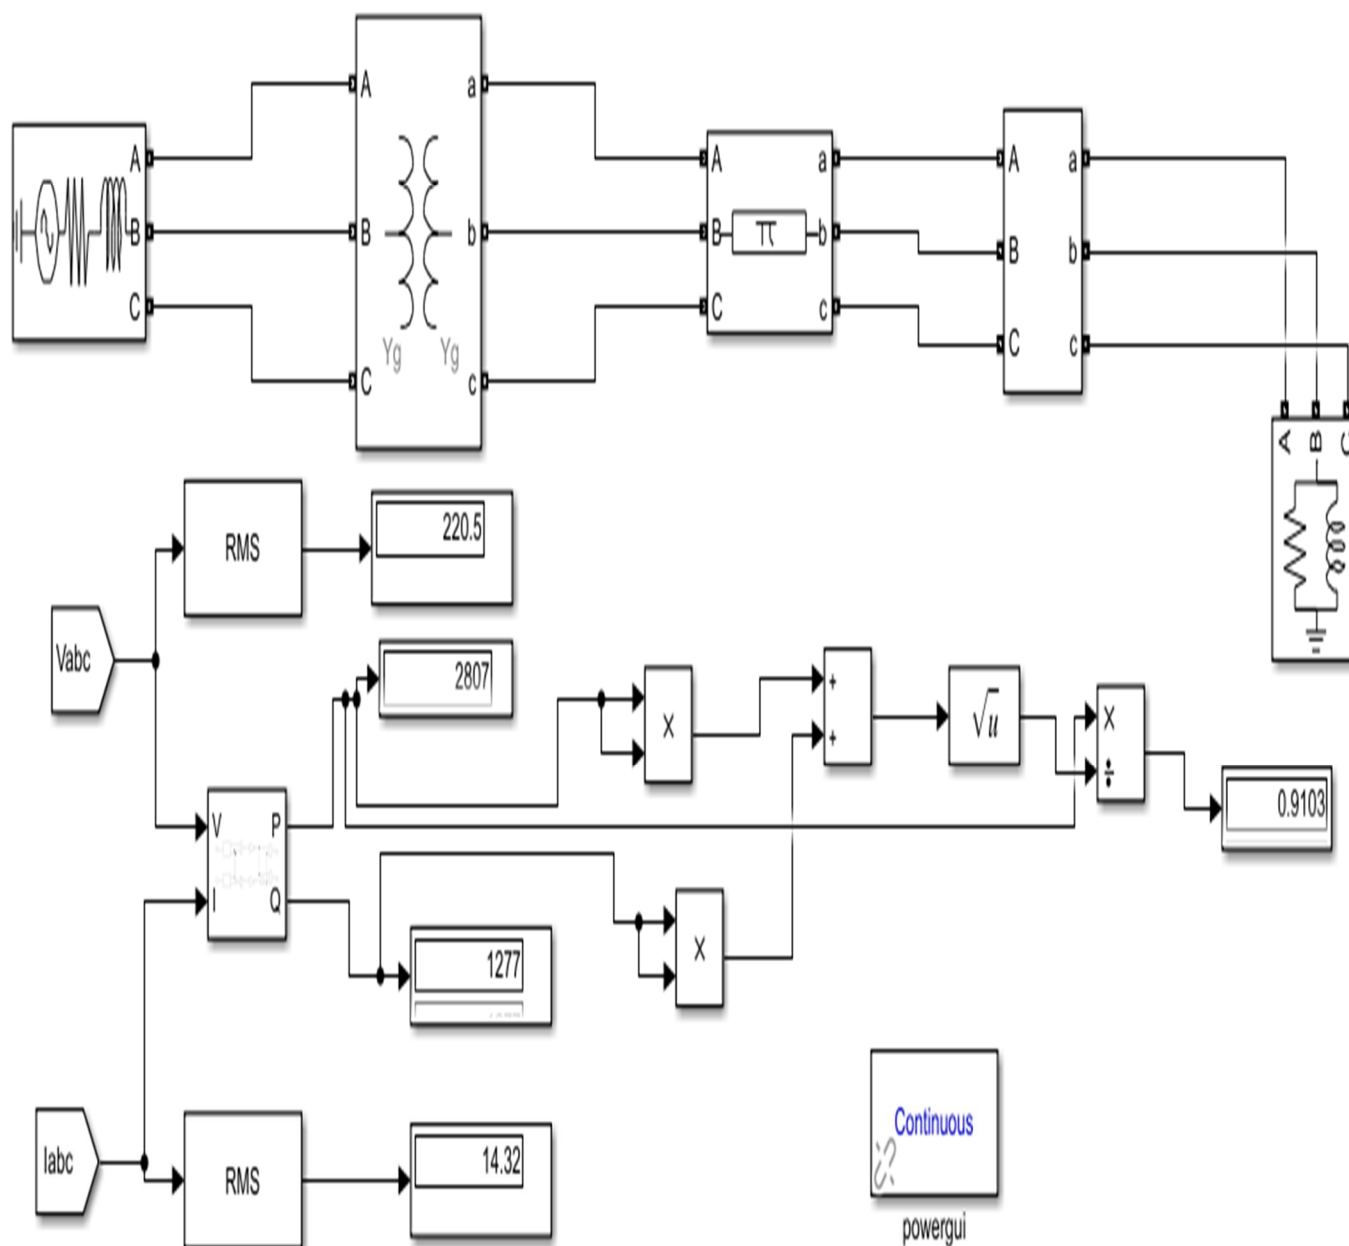 A
B
C
A
B
C
a
b
c
Yg
Yg
A
B
C
π
a
b
c
A
B
C
a
b
c
A
B
C
RMS
220.5
Vabc
2807
V
I
P
Q
1277
X
X
+
+
√u
X
÷
0.9103
Iabc
RMS
14.32
Continuous
powergui